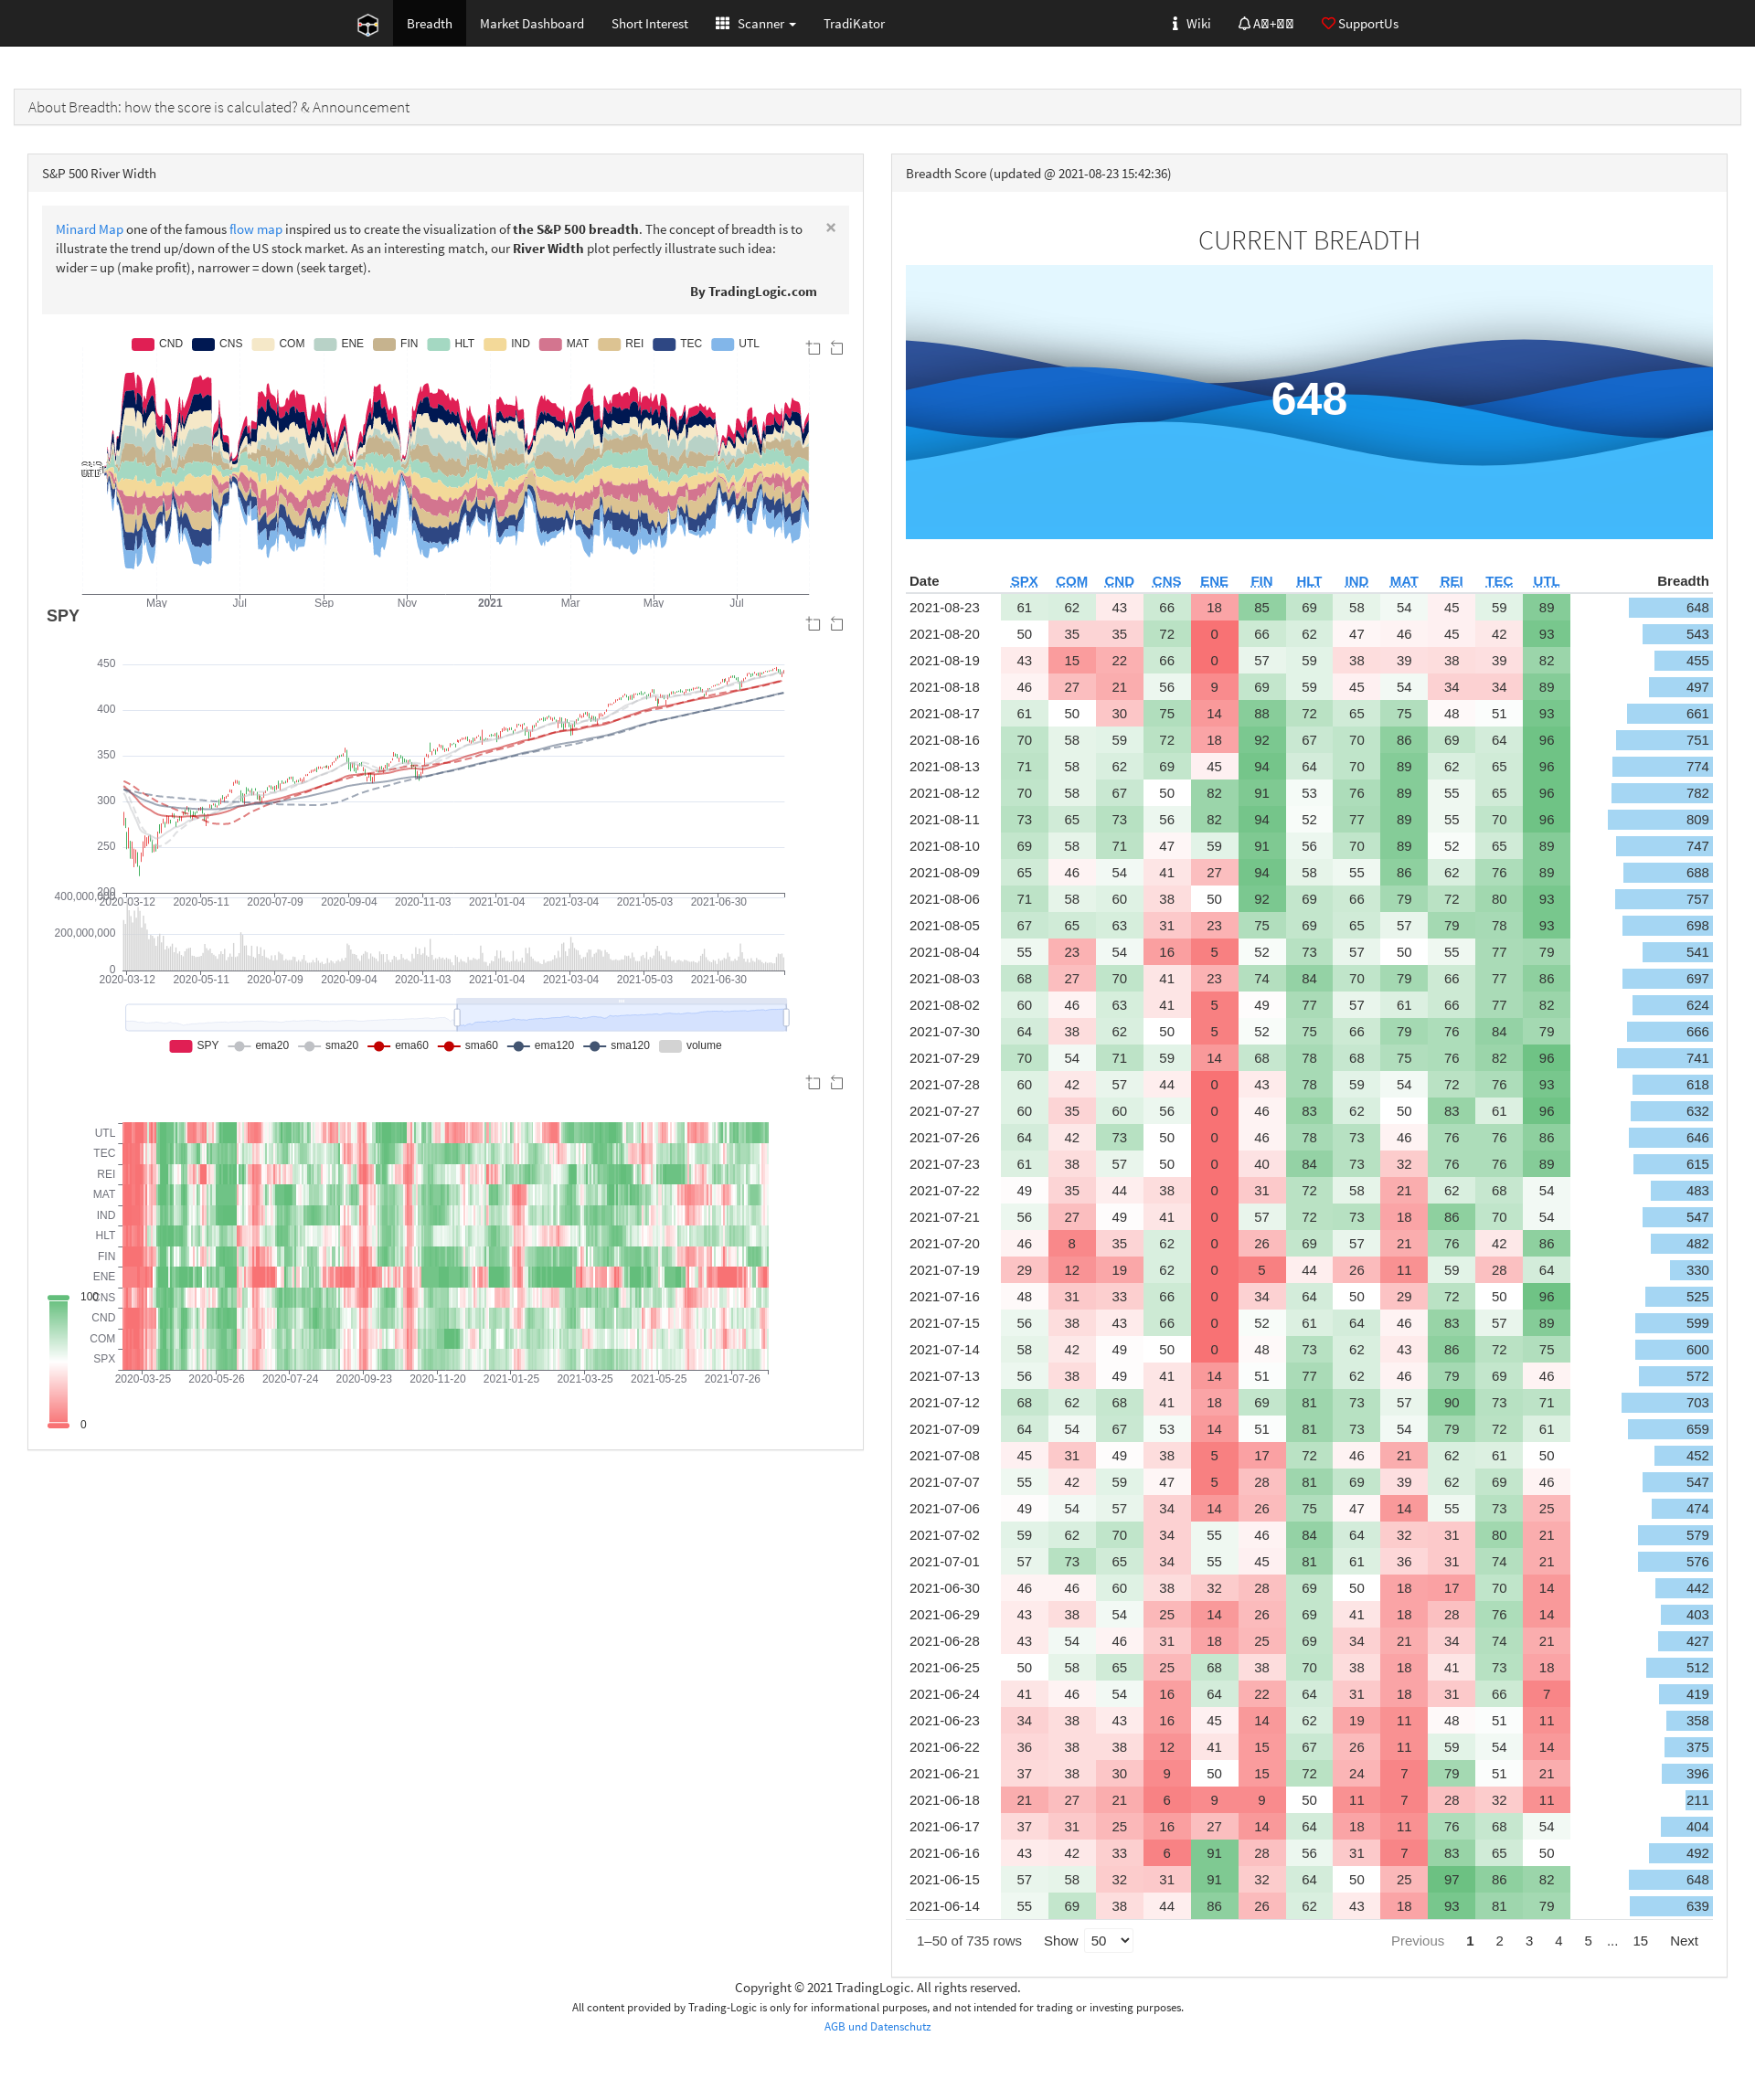 Breadth Market Dashboard Short Interest Scanner TradiKator Wiki SupportUs
About Breadth: how the score is calculated? & Announcement
S&P 500 River Width
Minard Map one of the famous flow map inspired us to create the visualization of the S&P 500 breadth. The concept of breadth is to
illustrate the trend up/down of the US stock market. As an interesting match, our River Width plot perfectly illustrate such idea:
wider = up (make profit), narrower = down (seek target).
×
By TradingLogic.com
CND CNS COM ENE FIN HLT IND MAT REI TEC UTL
UTL
May Jul Sep Nov 2021 Mar May Jul
SPY
450
400
350
300
250
200
2020-03-12 2020-05-11 2020-07-09 2020-09-04 2020-11-03 2021-01-04 2021-03-04 2021-05-03 2021-06-30
400,000,000
200,000,000
0
2020-03-12 2020-05-11 2020-07-09 2020-09-04 2020-11-03 2021-01-04 2021-03-04 2021-05-03 2021-06-30
SPY ema20 sma20 ema60 sma60 ema120 sma120 volume
UTL
TEC
REI
MAT
IND
HLT
FIN
ENE
CNS
CND
COM
SPX
2020-03-25 2020-05-26 2020-07-24 2020-09-23 2020-11-20 2021-01-25 2021-03-25 2021-05-25 2021-07-26
100
0
Breadth Score (updated @ 2021-08-23 15:42:36)
CURRENT BREADTH
648
Date SPX COM CND CNS ENE FIN HLT IND MAT REI TEC UTL Breadth
2021-08-23 61 62 43 66 18 85 69 58 54 45 59 89 648
2021-08-20 50 35 35 72 0 66 62 47 46 45 42 93 543
2021-08-19 43 15 22 66 0 57 59 38 39 38 39 82 455
2021-08-18 46 27 21 56 9 69 59 45 54 34 34 89 497
2021-08-17 61 50 30 75 14 88 72 65 75 48 51 93 661
2021-08-16 70 58 59 72 18 92 67 70 86 69 64 96 751
2021-08-13 71 58 62 69 45 94 64 70 89 62 65 96 774
2021-08-12 70 58 67 50 82 91 53 76 89 55 65 96 782
2021-08-11 73 65 73 56 82 94 52 77 89 55 70 96 809
2021-08-10 69 58 71 47 59 91 56 70 89 52 65 89 747
2021-08-09 65 46 54 41 27 94 58 55 86 62 76 89 688
2021-08-06 71 58 60 38 50 92 69 66 79 72 80 93 757
2021-08-05 67 65 63 31 23 75 69 65 57 79 78 93 698
2021-08-04 55 23 54 16 5 52 73 57 50 55 77 79 541
2021-08-03 68 27 70 41 23 74 84 70 79 66 77 86 697
2021-08-02 60 46 63 41 5 49 77 57 61 66 77 82 624
2021-07-30 64 38 62 50 5 52 75 66 79 76 84 79 666
2021-07-29 70 54 71 59 14 68 78 68 75 76 82 96 741
2021-07-28 60 42 57 44 0 43 78 59 54 72 76 93 618
2021-07-27 60 35 60 56 0 46 83 62 50 83 61 96 632
2021-07-26 64 42 73 50 0 46 78 73 46 76 76 86 646
2021-07-23 61 38 57 50 0 40 84 73 32 76 76 89 615
2021-07-22 49 35 44 38 0 31 72 58 21 62 68 54 483
2021-07-21 56 27 49 41 0 57 72 73 18 86 70 54 547
2021-07-20 46 8 35 62 0 26 69 57 21 76 42 86 482
2021-07-19 29 12 19 62 0 5 44 26 11 59 28 64 330
2021-07-16 48 31 33 66 0 34 64 50 29 72 50 96 525
2021-07-15 56 38 43 66 0 52 61 64 46 83 57 89 599
2021-07-14 58 42 49 50 0 48 73 62 43 86 72 75 600
2021-07-13 56 38 49 41 14 51 77 62 46 79 69 46 572
2021-07-12 68 62 68 41 18 69 81 73 57 90 73 71 703
2021-07-09 64 54 67 53 14 51 81 73 54 79 72 61 659
2021-07-08 45 31 49 38 5 17 72 46 21 62 61 50 452
2021-07-07 55 42 59 47 5 28 81 69 39 62 69 46 547
2021-07-06 49 54 57 34 14 26 75 47 14 55 73 25 474
2021-07-02 59 62 70 34 55 46 84 64 32 31 80 21 579
2021-07-01 57 73 65 34 55 45 81 61 36 31 74 21 576
2021-06-30 46 46 60 38 32 28 69 50 18 17 70 14 442
2021-06-29 43 38 54 25 14 26 69 41 18 28 76 14 403
2021-06-28 43 54 46 31 18 25 69 34 21 34 74 21 427
2021-06-25 50 58 65 25 68 38 70 38 18 41 73 18 512
2021-06-24 41 46 54 16 64 22 64 31 18 31 66 7 419
2021-06-23 34 38 43 16 45 14 62 19 11 48 51 11 358
2021-06-22 36 38 38 12 41 15 67 26 11 59 54 14 375
2021-06-21 37 38 30 9 50 15 72 24 7 79 51 21 396
2021-06-18 21 27 21 6 9 9 50 11 7 28 32 11 211
2021-06-17 37 31 25 16 27 14 64 18 11 76 68 54 404
2021-06-16 43 42 33 6 91 28 56 31 7 83 65 50 492
2021-06-15 57 58 32 31 91 32 64 50 25 97 86 82 648
2021-06-14 55 69 38 44 86 26 62 43 18 93 81 79 639
1–50 of 735 rows Show 50 Previous 1 2 3 4 5 ... 15 Next
Copyright © 2021 TradingLogic. All rights reserved.
All content provided by Trading-Logic is only for informational purposes, and not intended for trading or investing purposes.
AGB und Datenschutz